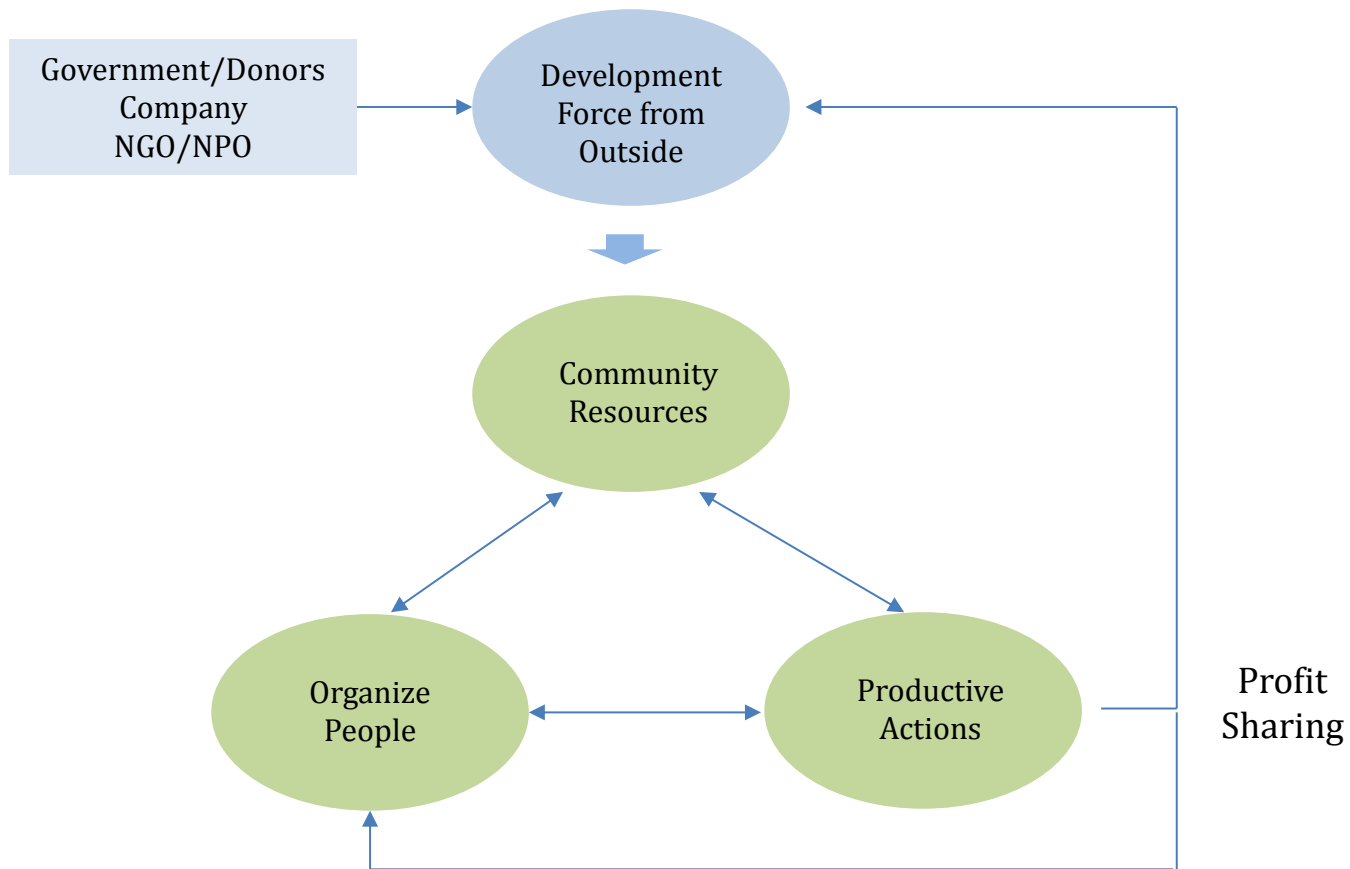 Government/Donors
Company
NGO/NPO
Development
Force from
Outside
Community
Resources
Organize
People
Productive
Actions
Profit
Sharing